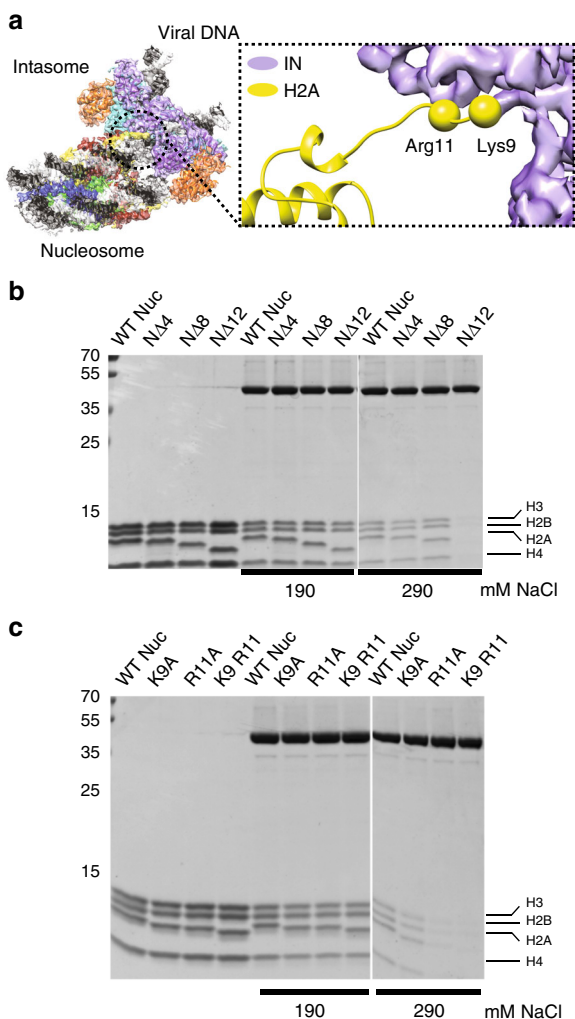 a
Viral DNA
Intasome
Nucleosome
IN
H2A
Arg11
Lys9
b
WT Nuc NΔ4 NΔ8 NΔ12 WT Nuc NΔ4 NΔ8 NΔ12 WT Nuc NΔ4 NΔ8 NΔ12
70
55
35
25
15
H3
H2B
H2A
H4
190 290 mM NaCl
c
WT Nuc K9A R11A K9 R11 WT Nuc K9A R11A K9 R11 WT Nuc K9A R11A K9 R11
70
55
35
25
15
H3
H2B
H2A
H4
190 290 mM NaCl